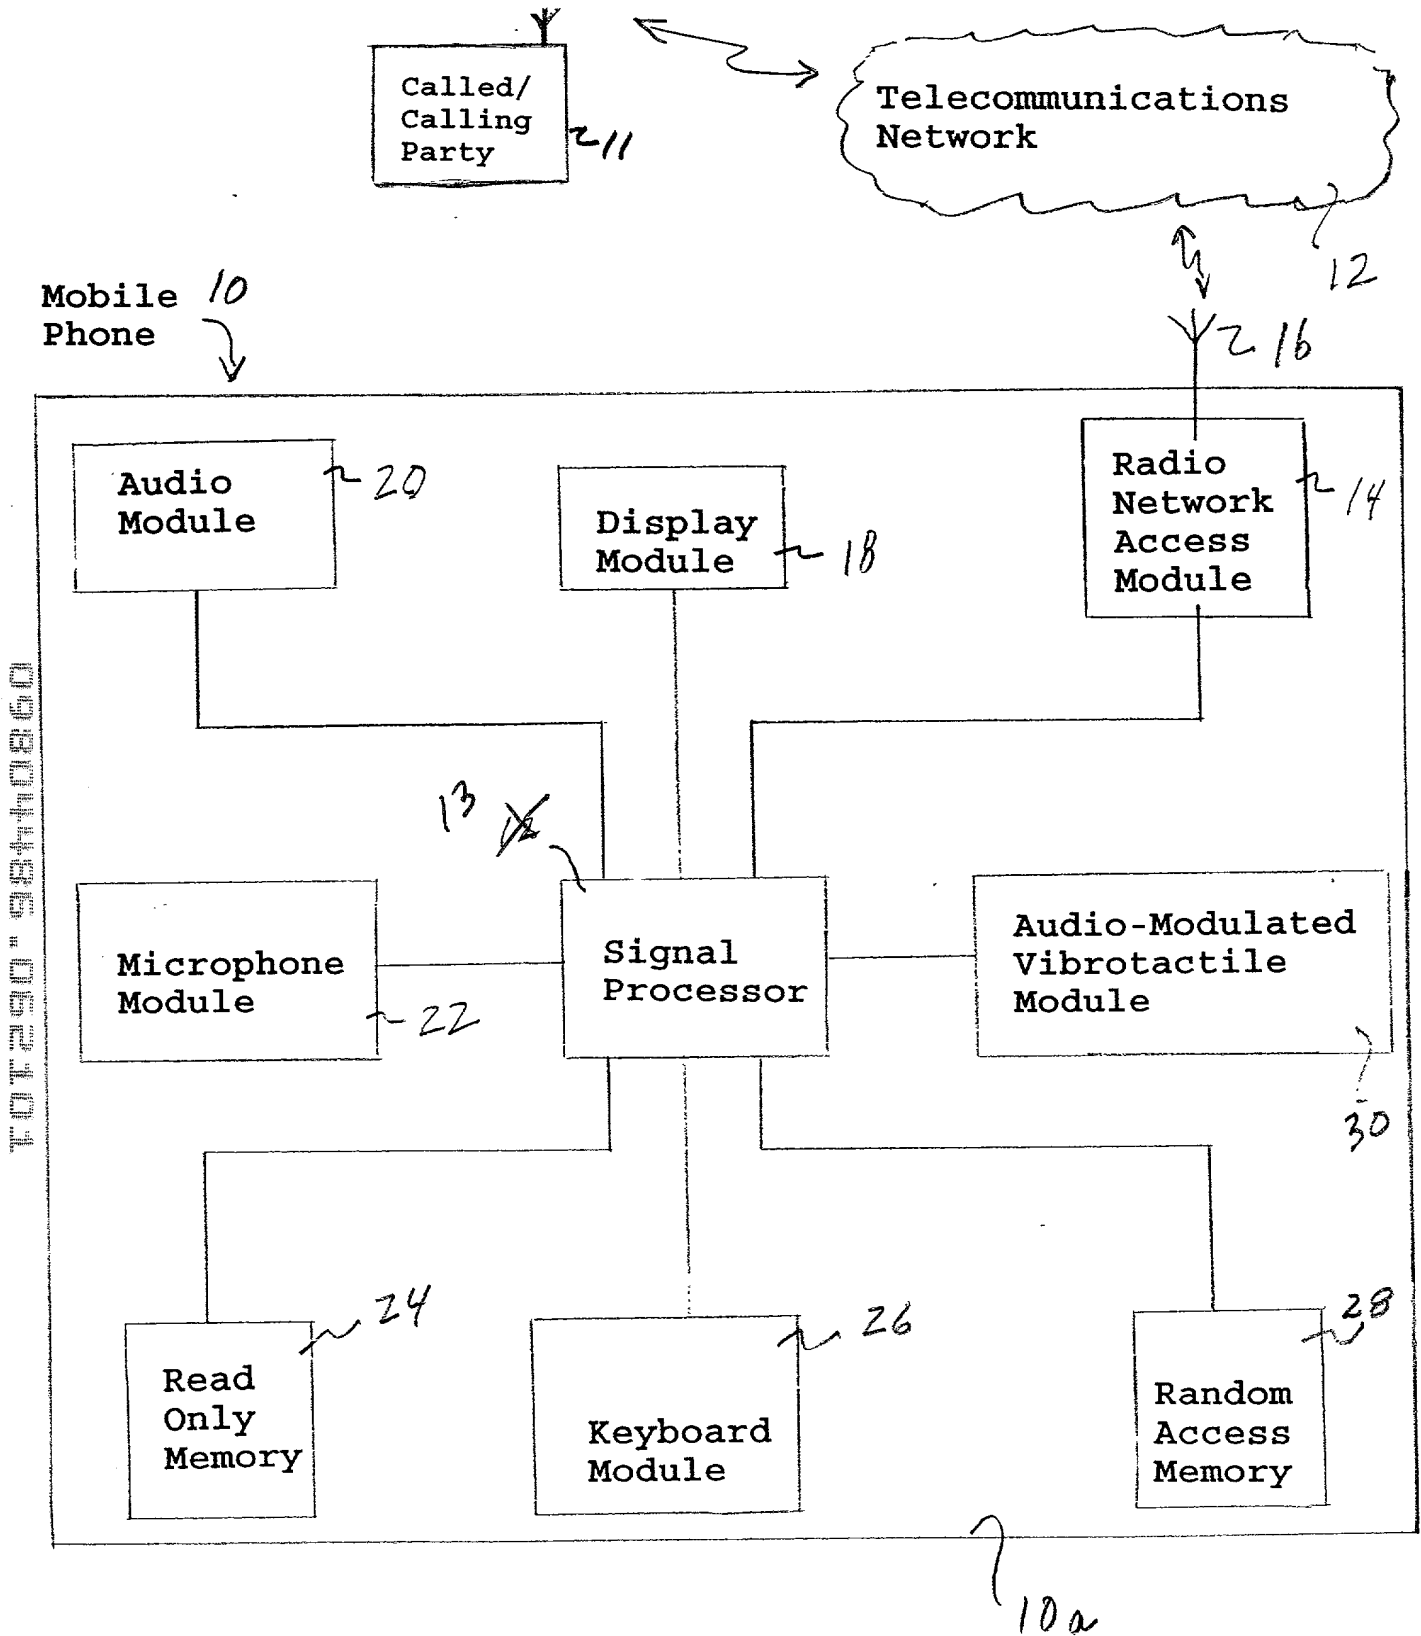 Called/
Calling
Party
11
Telecommunications
Network
12
Mobile 10
Phone
16
Audio
Module
20
Display
Module
18
Radio
Network
Access
Module
14
13
Microphone
Module
22
Signal
Processor
Audio-Modulated
Vibrotactile
Module
30
Read
Only
Memory
24
Keyboard
Module
26
Random
Access
Memory
28
10a